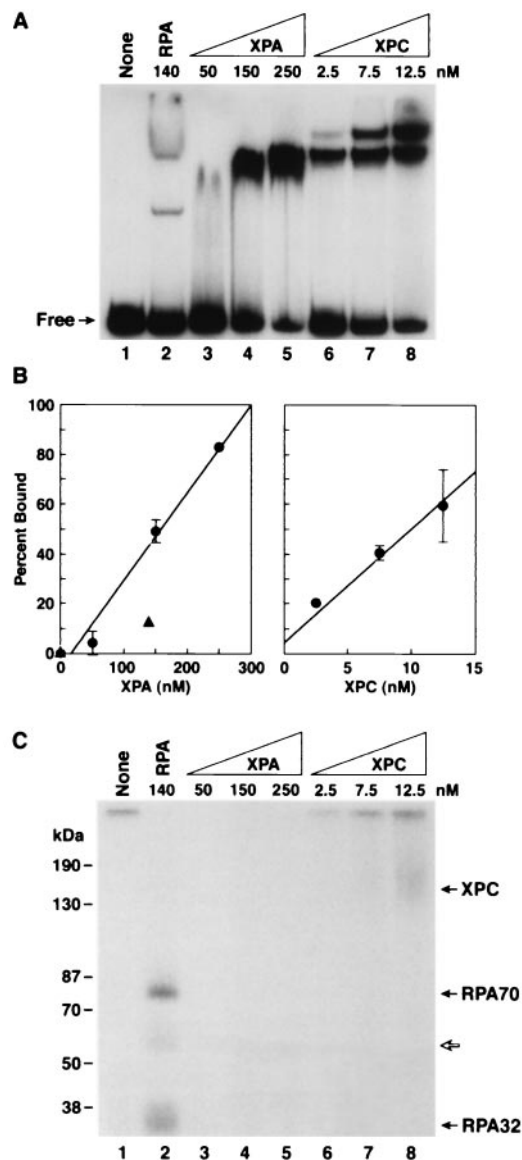 A
None
RPA
XPA
XPC
140
50 150 250
2.5 7.5 12.5 nM
Free →
1 2 3 4 5 6 7 8
B
Percent Bound
100
80
60
40
20
0
0 100 200 300
XPA (nM)
0 5 10 15
XPC (nM)
C
None
RPA
XPA
XPC
140
50 150 250
2.5 7.5 12.5 nM
kDa
190 –
← XPC
130 –
87 –
← RPA70
70 –
50 –
38 –
← RPA32
1 2 3 4 5 6 7 8